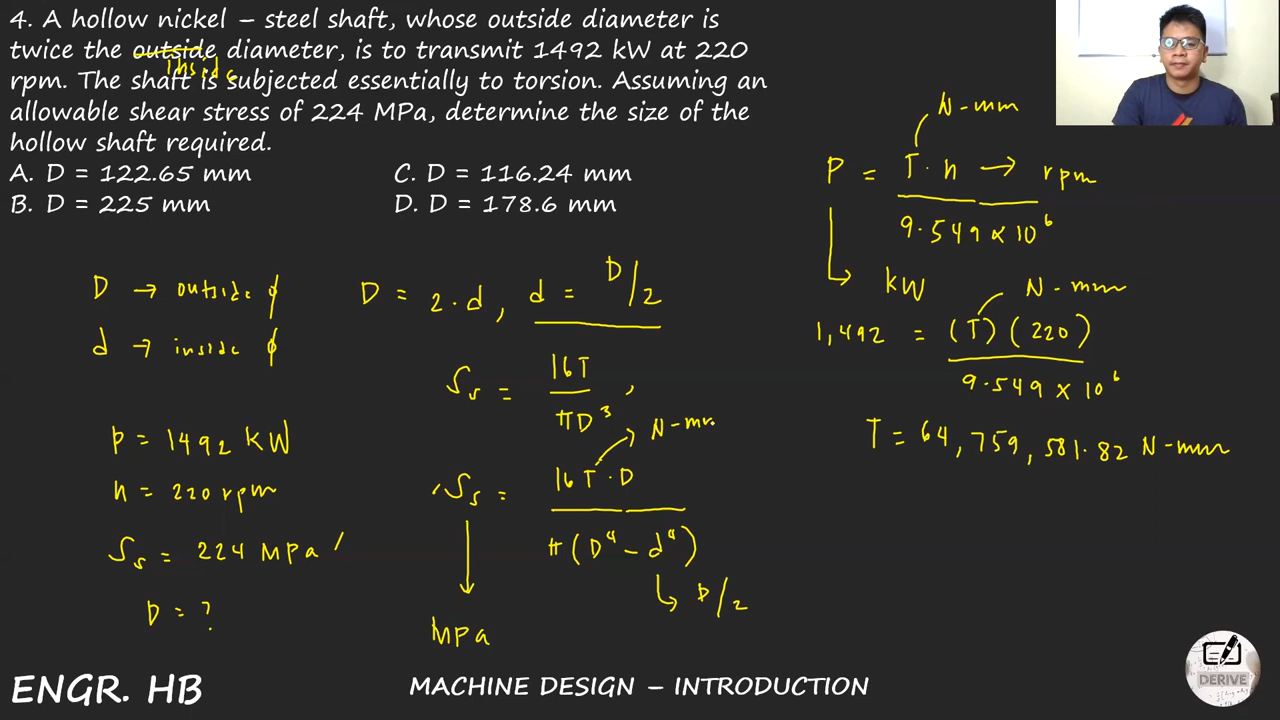 4. A hollow nickel – steel shaft, whose outside diameter is
twice the outside diameter, is to transmit 1492 kW at 220
inside
rpm. The shaft is subjected essentially to torsion. Assuming an
allowable shear stress of 224 MPa, determine the size of the
hollow shaft required.
A. D = 122.65 mm
C. D = 116.24 mm
B. D = 225 mm
D. D = 178.6 mm
D → outside ϕ
d → inside ϕ
P = 1492 kW
n = 220 rpm
Ss = 224 MPa
D = ?
D = 2·d, d = D/2
Ss = 16T / πD³,
N-mm
Ss = 16T·D / π(D⁴ – d⁴)
D/2
MPa
N-mm
P = T·n / 9.549 x 10⁶ → rpm
kW
N-mm
1,492 = (T)(220) / 9.549 x 10⁶
T = 64,759,581.82 N-mm
ENGR. HB
MACHINE DESIGN – INTRODUCTION
DERIVE